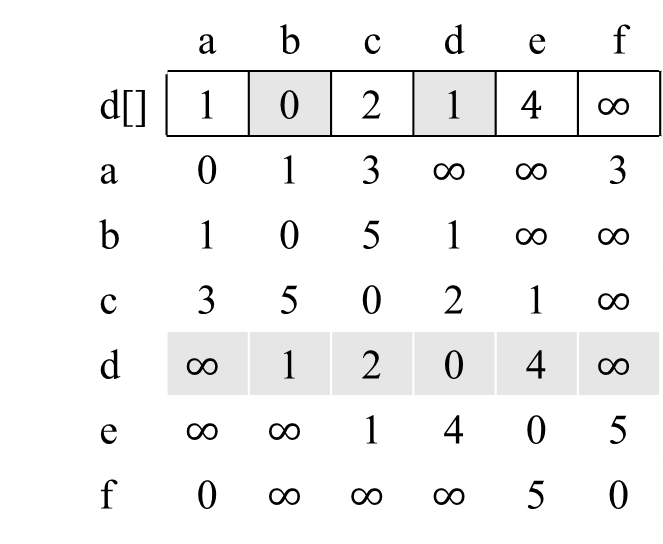 a b c d e f
d[] 1 0 2 1 4 ∞
a 0 1 3 ∞ ∞ 3
b 1 0 5 1 ∞ ∞
c 3 5 0 2 1 ∞
d ∞ 1 2 0 4 ∞
e ∞ ∞ 1 4 0 5
f 0 ∞ ∞ ∞ 5 0